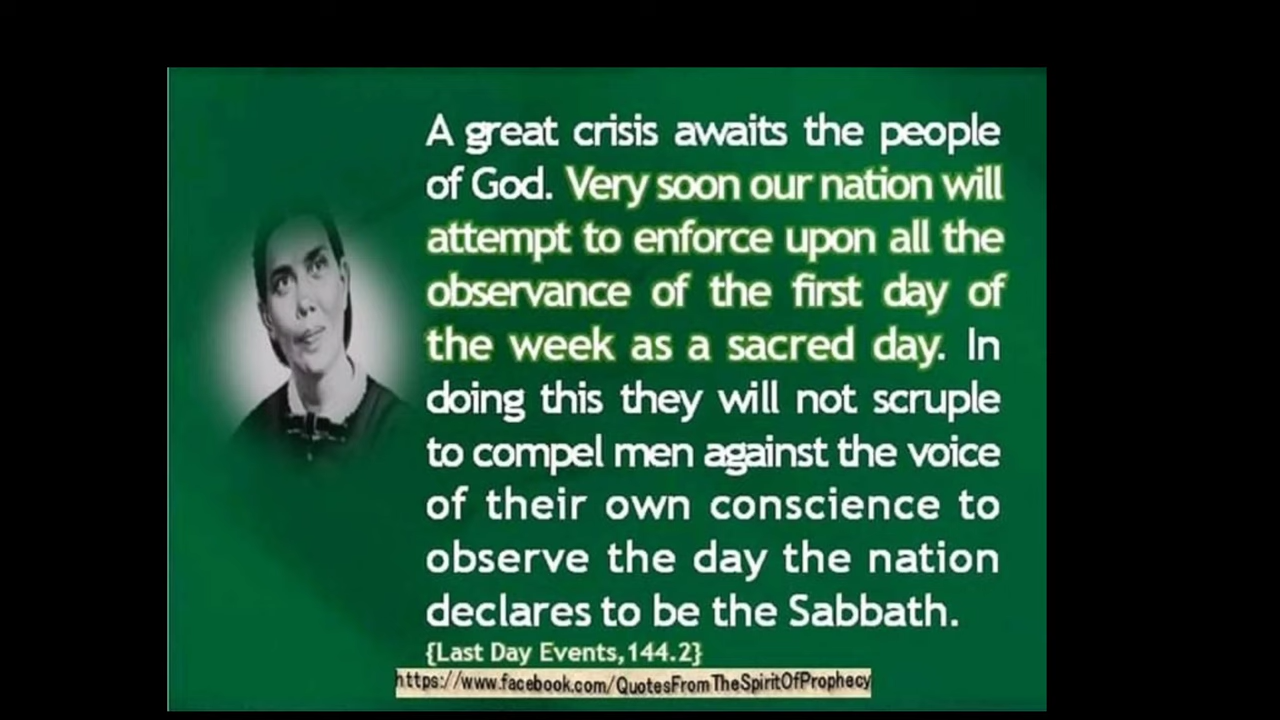 A great crisis awaits the people
of God. Very soon our nation will
attempt to enforce upon all the
observance of the first day of
the week as a sacred day. In
doing this they will not scruple
to compel men against the voice
of their own conscience to
observe the day the nation
declares to be the Sabbath.
{Last Day Events,144.2}
https://www.facebook.com/QuotesFromTheSpiritOfProphecy